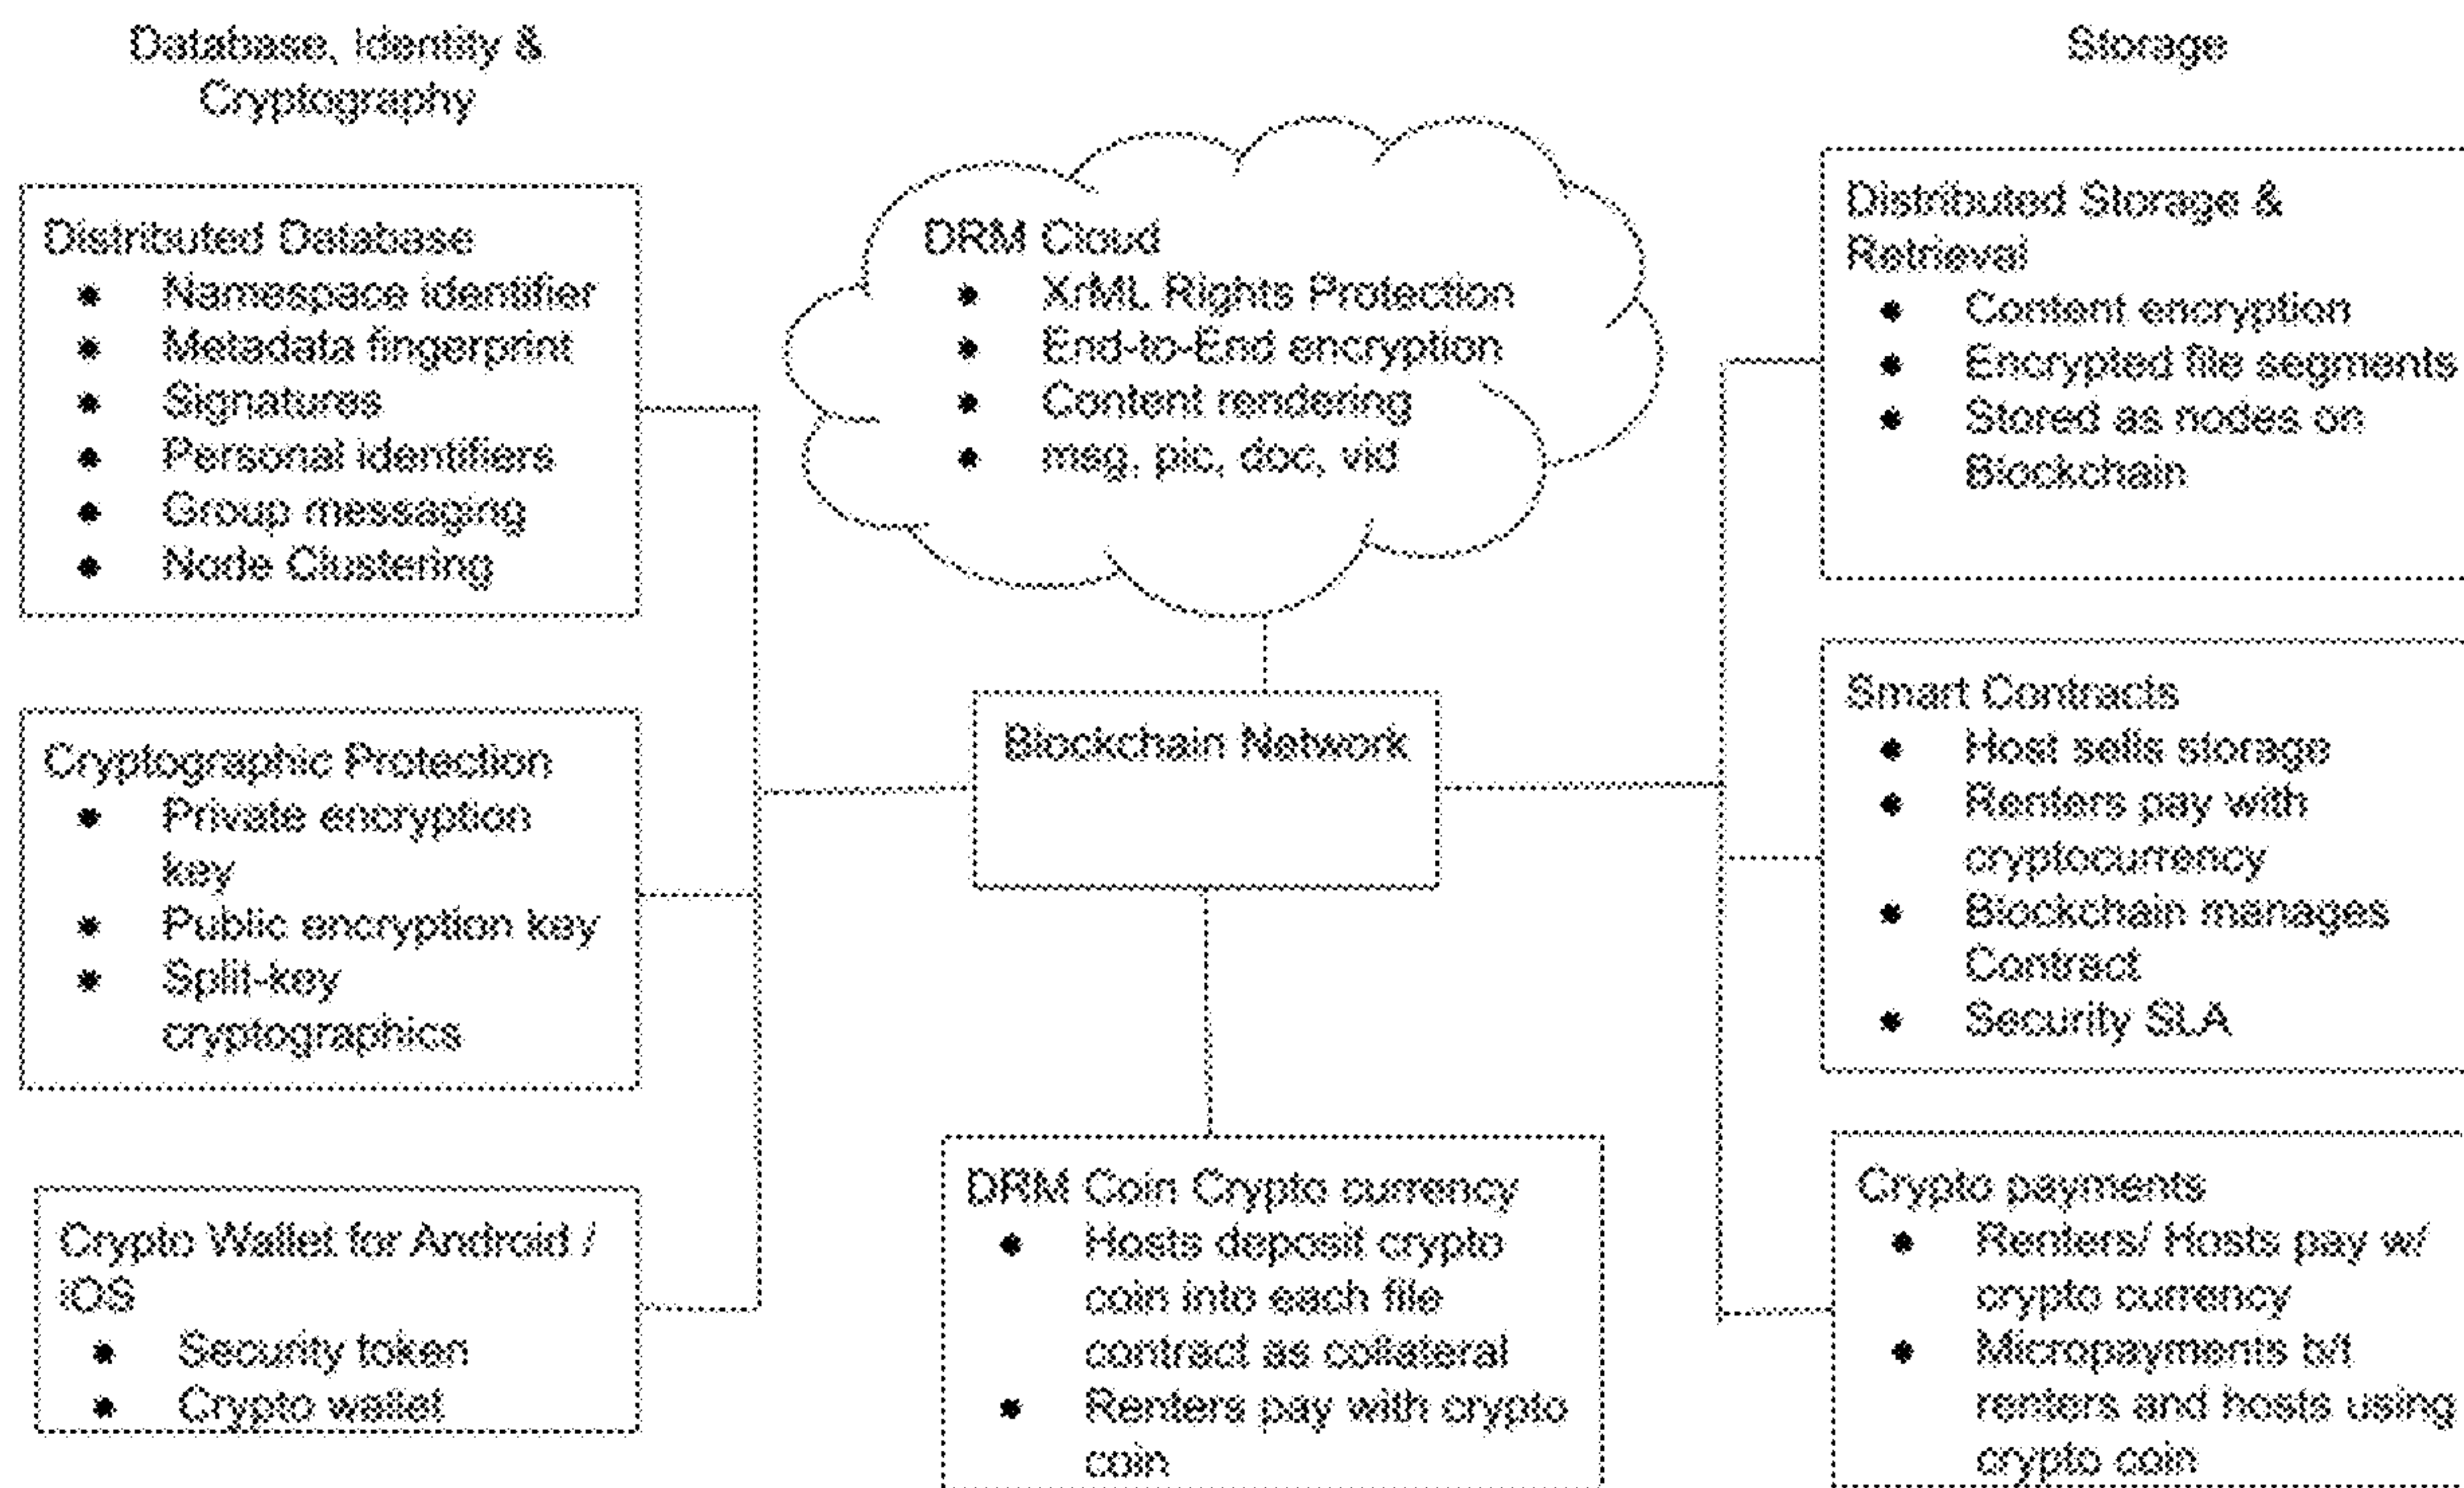 Database, Identity &
Cryptography
Distributed Database
* Namespace identifier
* Metadata fingerprint
* Signatures
* Personal identifiers
* Group messaging
* Node Clustering
Cryptographic Protection
* Private encryption
key
* Public encryption key
* Split-key
cryptographics
Crypto Wallet for Android /
iOS
* Security token
* Crypto wallet
DRM Cloud
* XrML Rights Protection
* End-to-End encryption
* Content rendering
* msg, pic, doc, vid
Blockchain Network
DRM Coin Crypto currency
* Hosts deposit crypto
coin into each file
contract as collateral
* Renters pay with crypto
coin
Storage
Distributed Storage &
Retrieval
* Content encryption
* Encrypted file segments
* Stored as nodes on
Blockchain
Smart Contracts
* Host sells storage
* Renters pay with
cryptocurrency
* Blockchain manages
Contract
* Security SLA
Crypto payments
* Renters/ Hosts pay w/
crypto currency
* Micropayments b/t
renters and hosts using
crypto coin